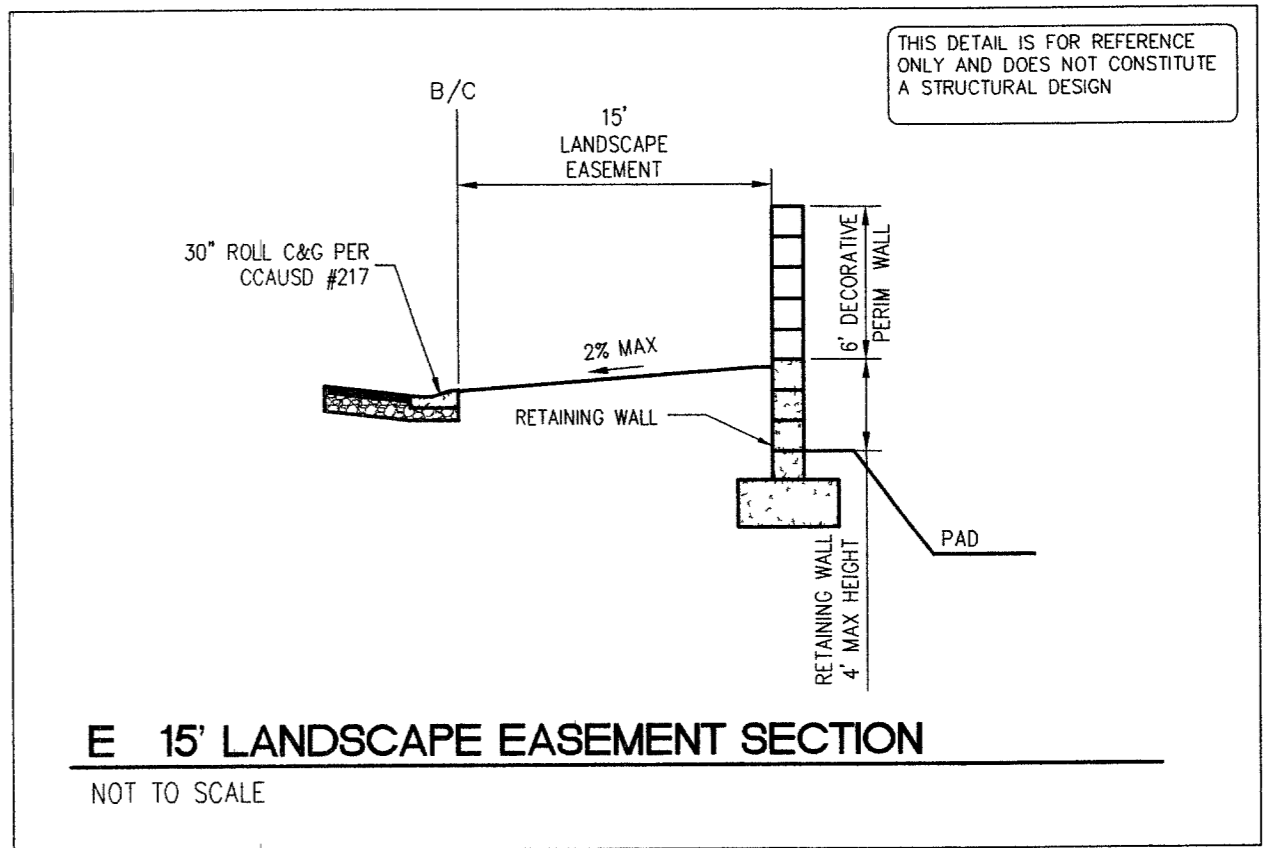 THIS DETAIL IS FOR REFERENCE
ONLY AND DOES NOT CONSTITUTE
A STRUCTURAL DESIGN
B/C
15'
LANDSCAPE
EASEMENT
30" ROLL C&G PER
CCAUSD #217
2% MAX
6' DECORATIVE
PERIM WALL
RETAINING WALL
RETAINING WALL
4' MAX HEIGHT
PAD
E 15' LANDSCAPE EASEMENT SECTION
NOT TO SCALE